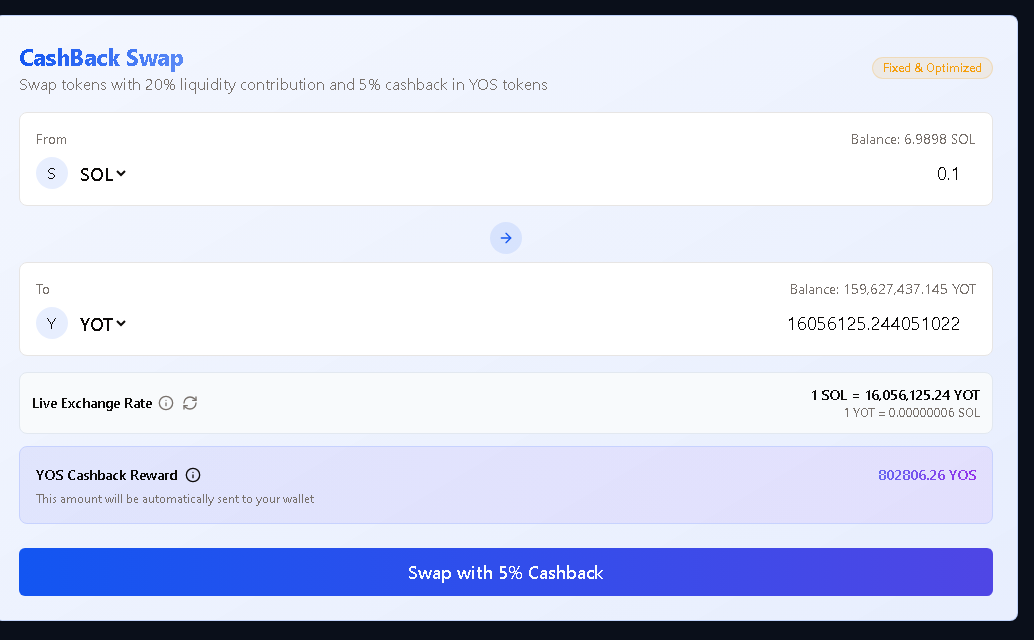 CashBack Swap
Swap tokens with 20% liquidity contribution and 5% cashback in YOS tokens
Fixed & Optimized
From
Balance: 6.9898 SOL
S
SOL
0.1
To
Balance: 159,627,437.145 YOT
Y
YOT
16056125.244051022
Live Exchange Rate
1 SOL = 16,056,125.24 YOT
1 YOT = 0.00000006 SOL
YOS Cashback Reward
802806.26 YOS
This amount will be automatically sent to your wallet
Swap with 5% Cashback